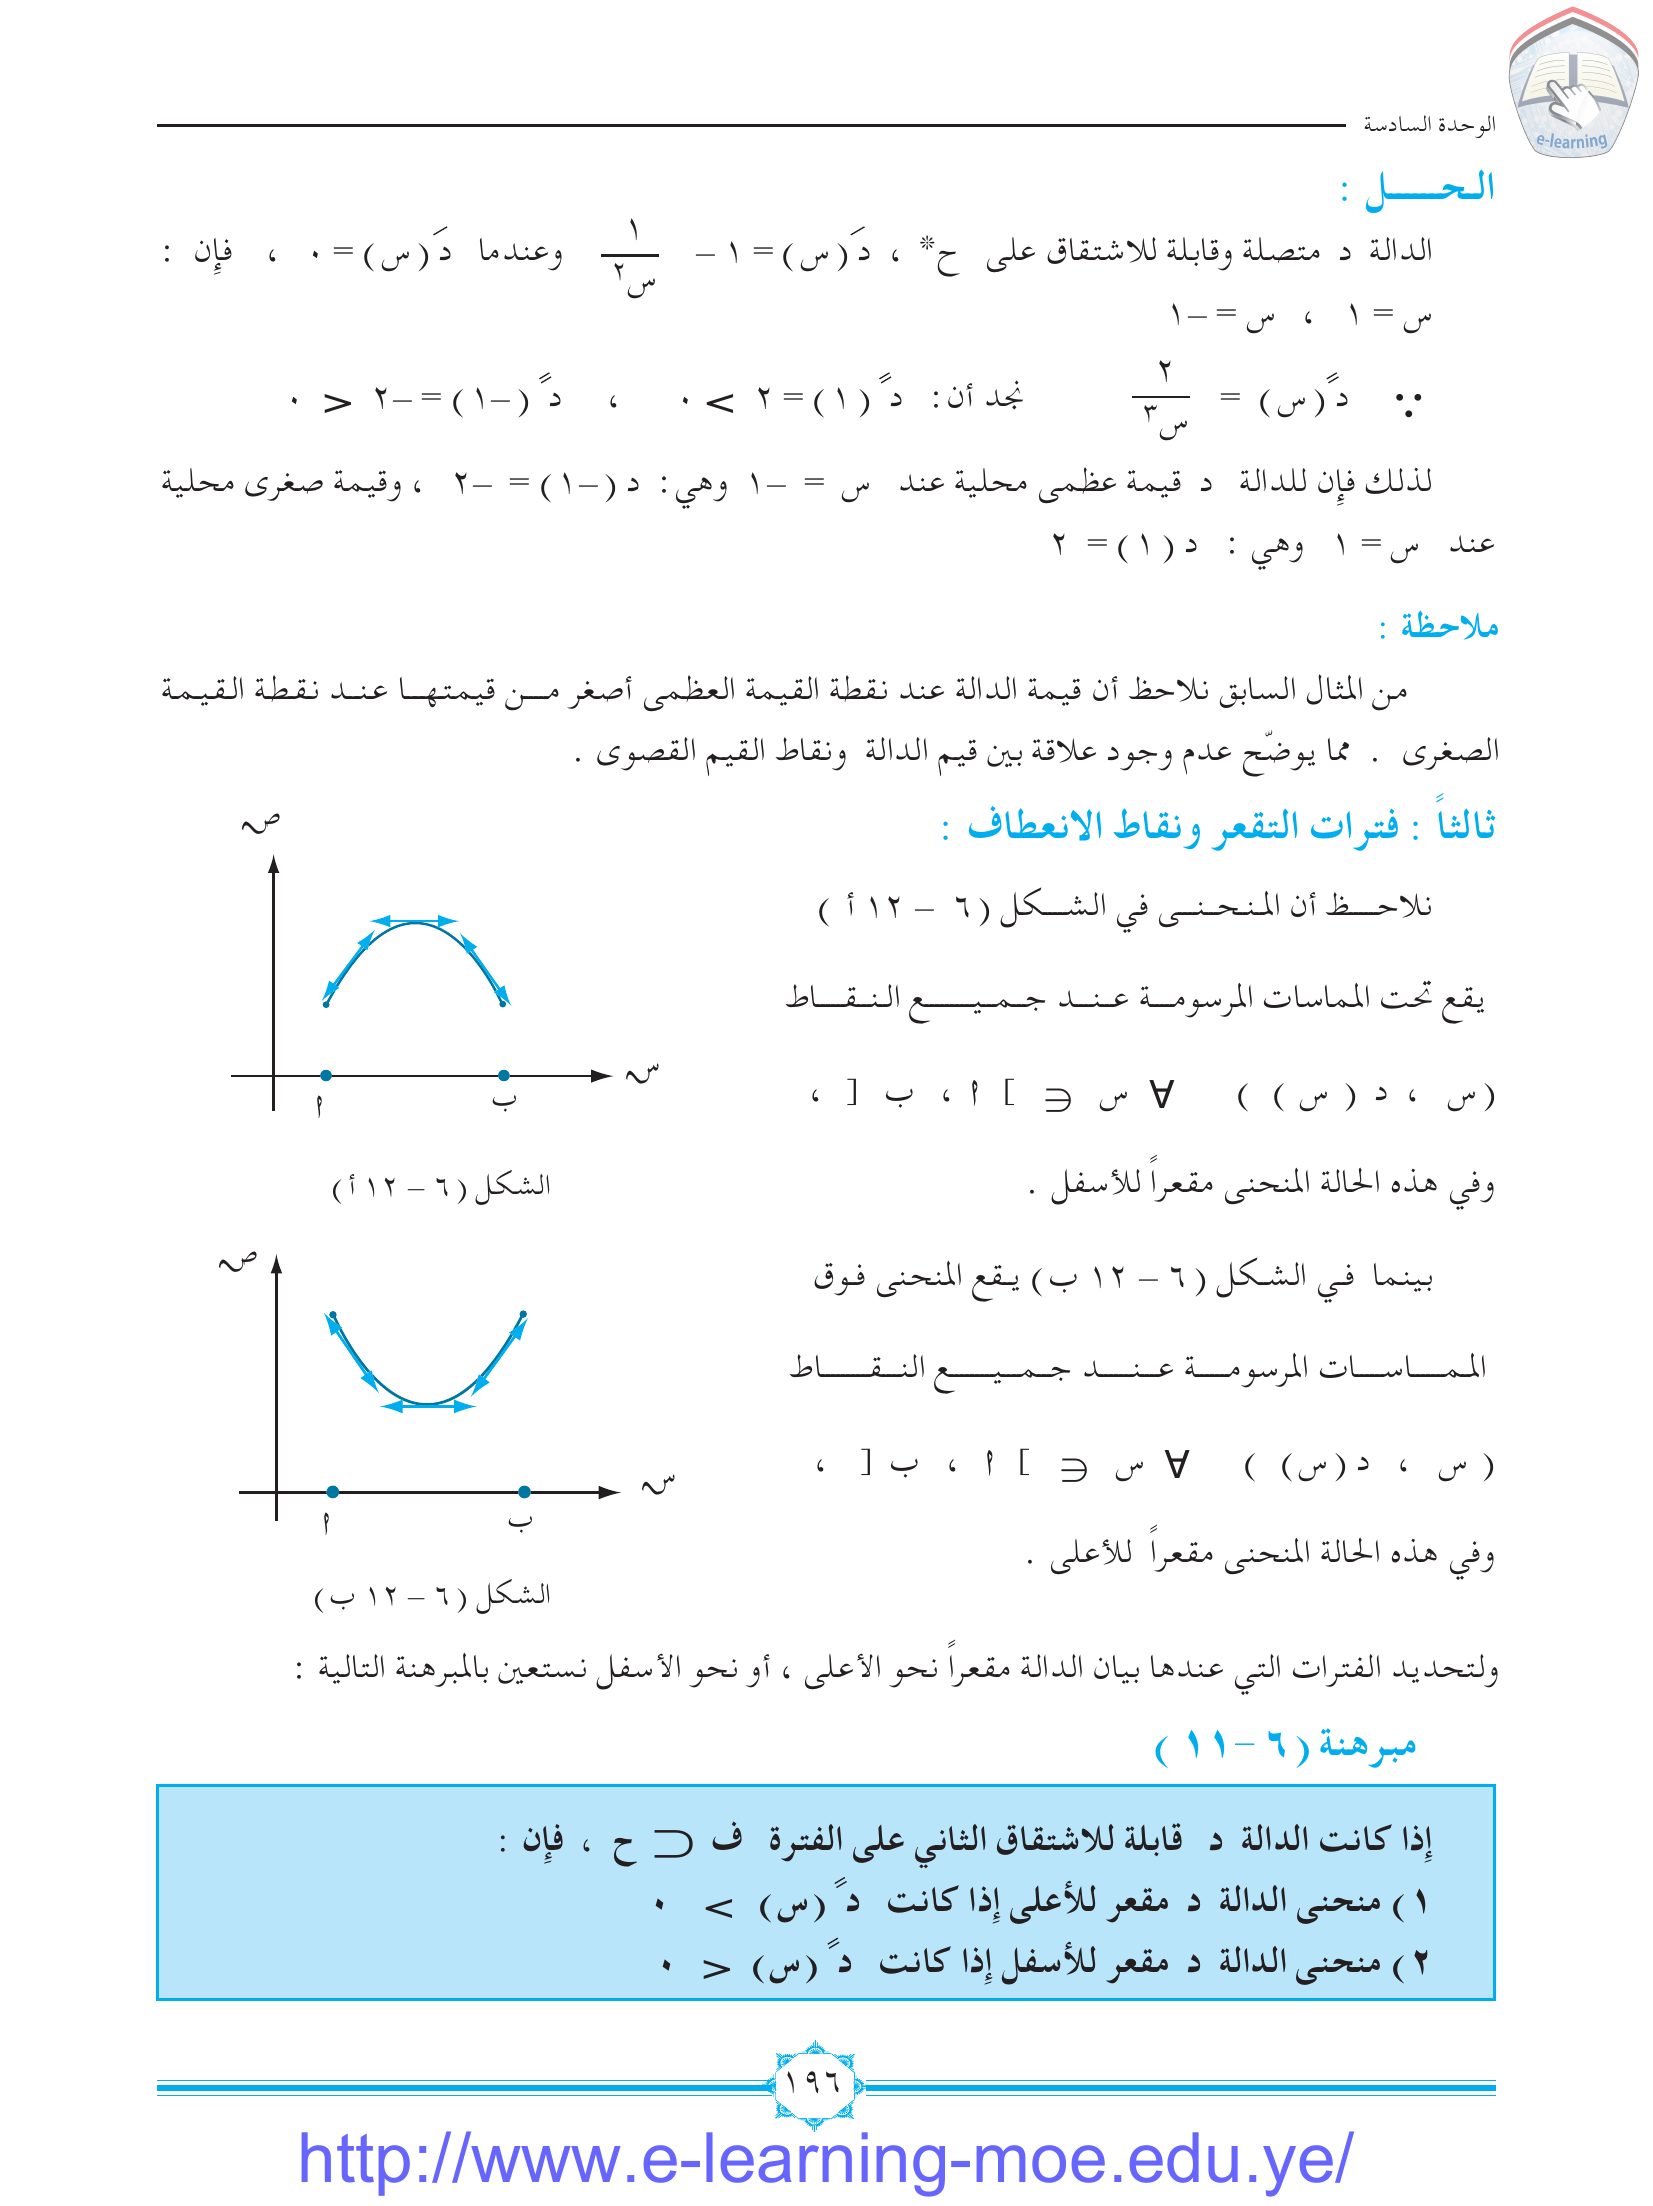 e-learning
الوحدة السادسة
الـحــــل :
الدالة د متصلة وقابلة للاشتقاق على ح* ، دَ (س) = ١ – ١/س٢ وعندما دَ (س) = ٠ ، فإن :
س = ١ ، س = –١
∵ دً (س) = ٢/س٣ نجد أن : دً (١) = ٢ > ٠ ، دً (–١) = –٢ < ٠
لذلك فإن للدالة د قيمة عظمى محلية عند س = –١ وهي : د (–١) = –٢ ، وقيمة صغرى محلية
عند س = ١ وهي : د (١) = ٢
ملاحظة :
من المثال السابق نلاحظ أن قيمة الدالة عند نقطة القيمة العظمى أصغر من قيمتها عند نقطة القيمة
الصغرى . مما يوضّح عدم وجود علاقة بين قيم الدالة ونقاط القيم القصوى .
ثالثاً : فترات التقعر ونقاط الانعطاف :
نلاحظ أن المنحنى في الشكل (٦ – ١٢ أ )
يقع تحت المماسات المرسومة عند جميع النقاط
(س ، د (س) ) ∀ س ∈ ] ا ، ب [ ،
وفي هذه الحالة المنحنى مقعراً للأسفل .
ص
س
ا
ب
الشكل (٦ – ١٢ أ)
بينما في الشكل (٦ – ١٢ ب) يقع المنحنى فوق
المماسات المرسومة عند جميع النقاط
( س ، د (س) ) ∀ س ∈ ] ا ، ب [ ،
وفي هذه الحالة المنحنى مقعراً للأعلى .
ص
س
ا
ب
الشكل (٦ – ١٢ ب)
ولتحديد الفترات التي عندها بيان الدالة مقعراً نحو الأعلى ، أو نحو الأسفل نستعين بالمبرهنة التالية :
مبرهنة (٦ –١١ )
إذا كانت الدالة د قابلة للاشتقاق الثاني على الفترة ف ⊂ ح ، فإن :
١) منحنى الدالة د مقعر للأعلى إذا كانت دً (س) > ٠
٢) منحنى الدالة د مقعر للأسفل إذا كانت دً (س) < ٠
١٩٦
http://www.e-learning-moe.edu.ye/